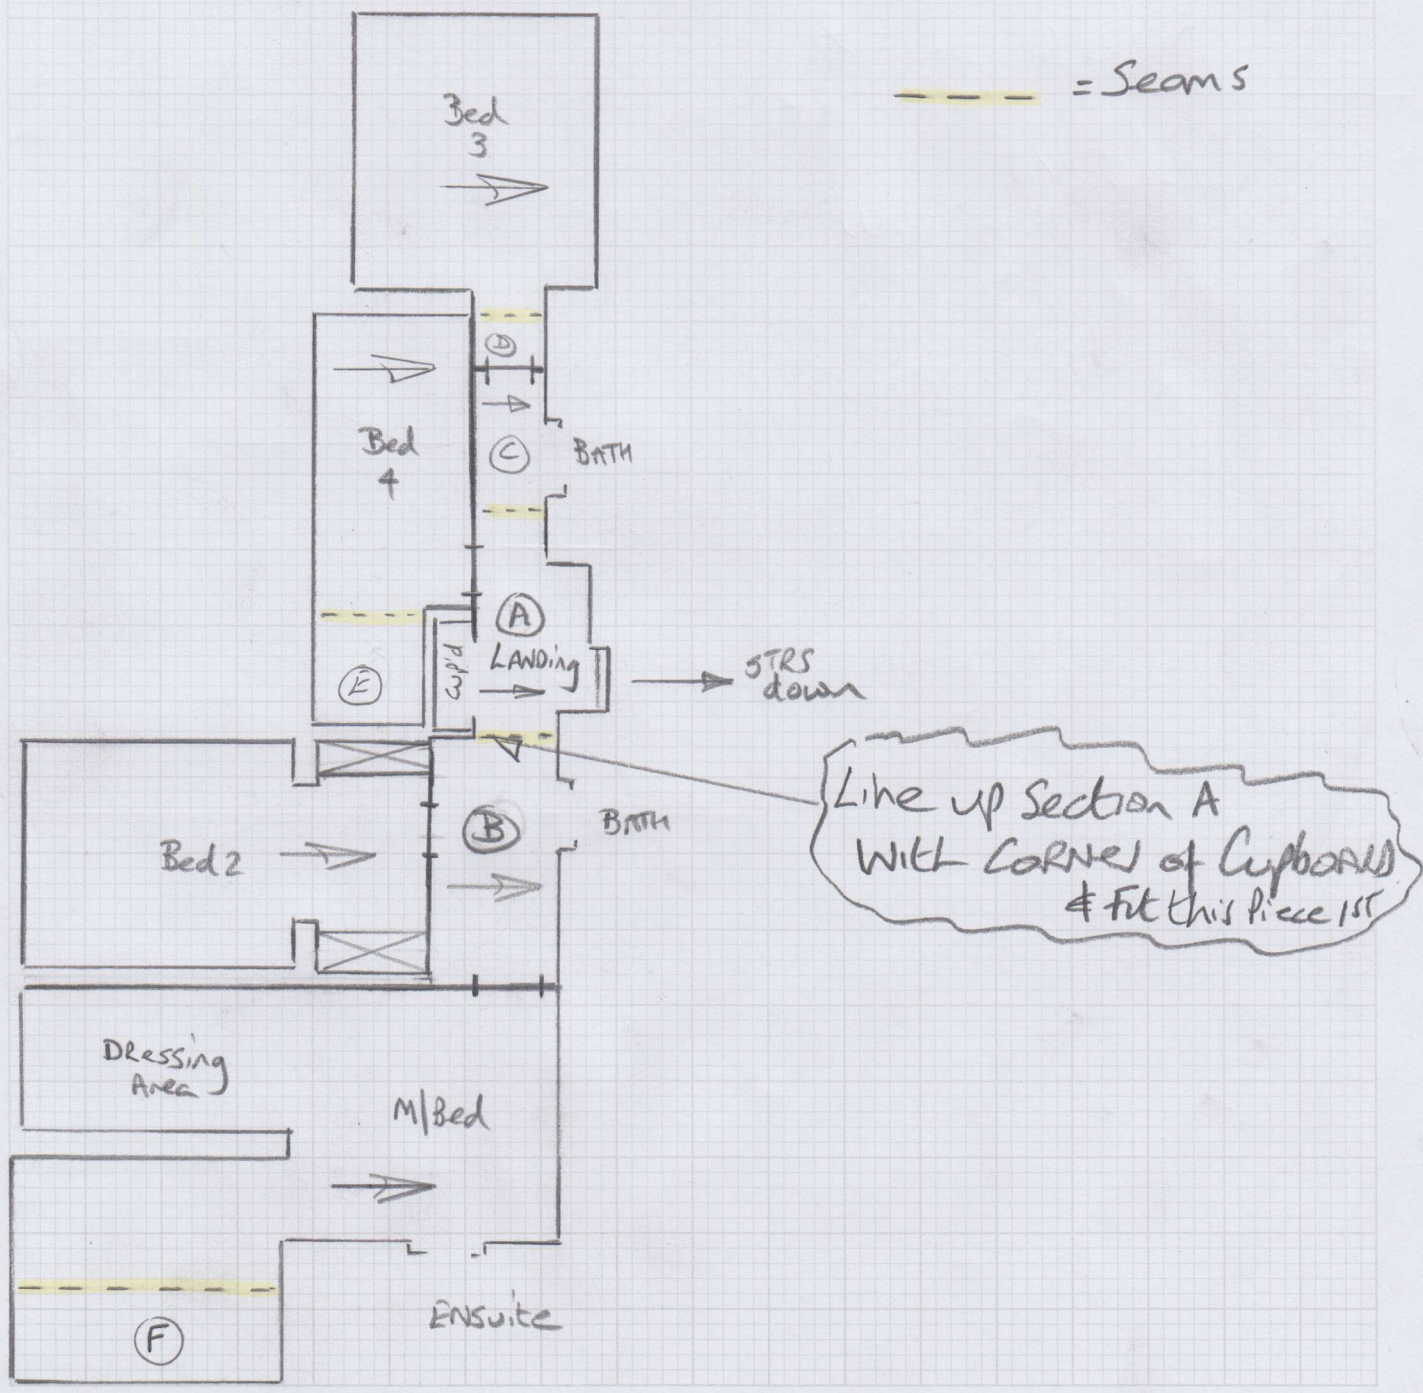 = Seams
Bed
3
D
Bed
4
C
BATH
A
LANDing
Cup'd
E
STRS
down
Line up Section A
With CORNER of CupboARD
& Fit this Piece 1ST
Bed 2
B
BATH
DRessing
Area
M/Bed
ENSuite
F